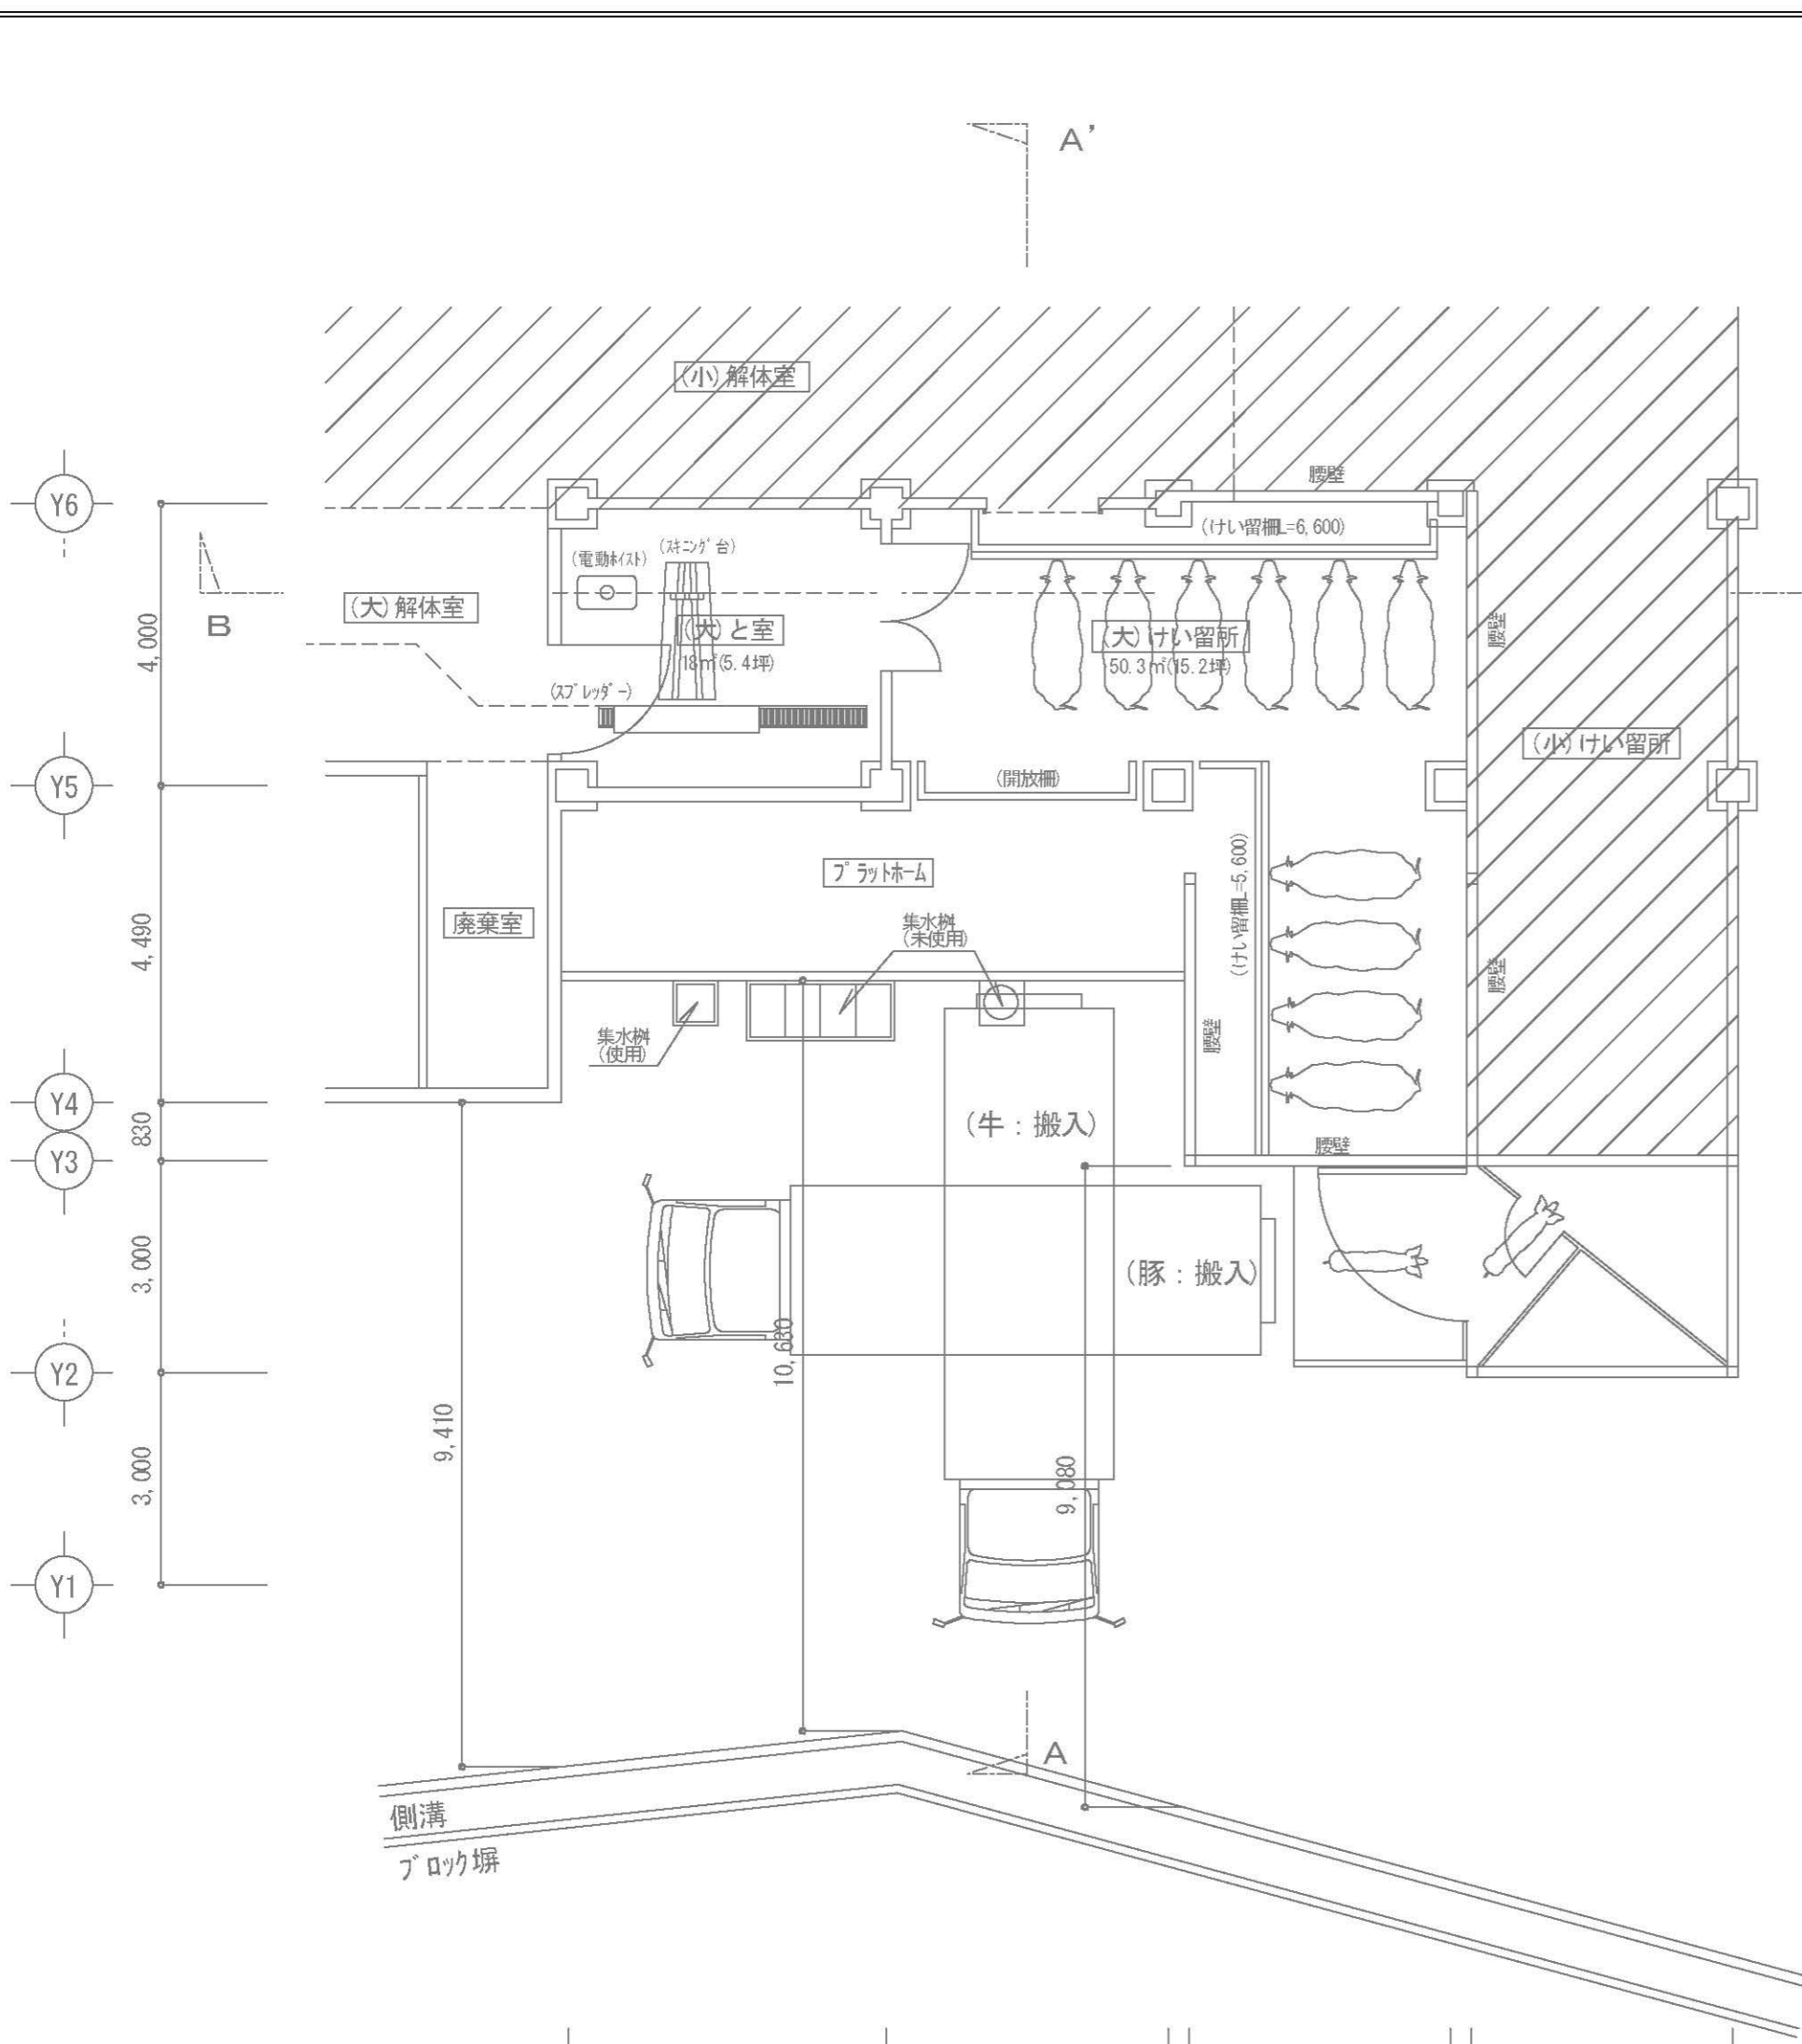 A'
(小)解体室
Y6
腰壁
(けい留柵L=6,600)
(電動ホイスト)
(スキニング台)
B
(大)解体室
(大)と室
18㎡(5.4坪)
(大)けい留所
50.3㎡(15.2坪)
腰壁
4,000
(スプレッダー)
(小)けい留所
Y5
(開放柵)
プラットホーム
(けい留柵L=5,600)
廃棄室
集水桝
(未使用)
4,490
腰壁
集水桝
(使用)
腰壁
Y4
830
(牛：搬入)
腰壁
Y3
3,000
(豚：搬入)
10,630
Y2
9,410
3,000
9,080
Y1
A
側溝
ブロック塀